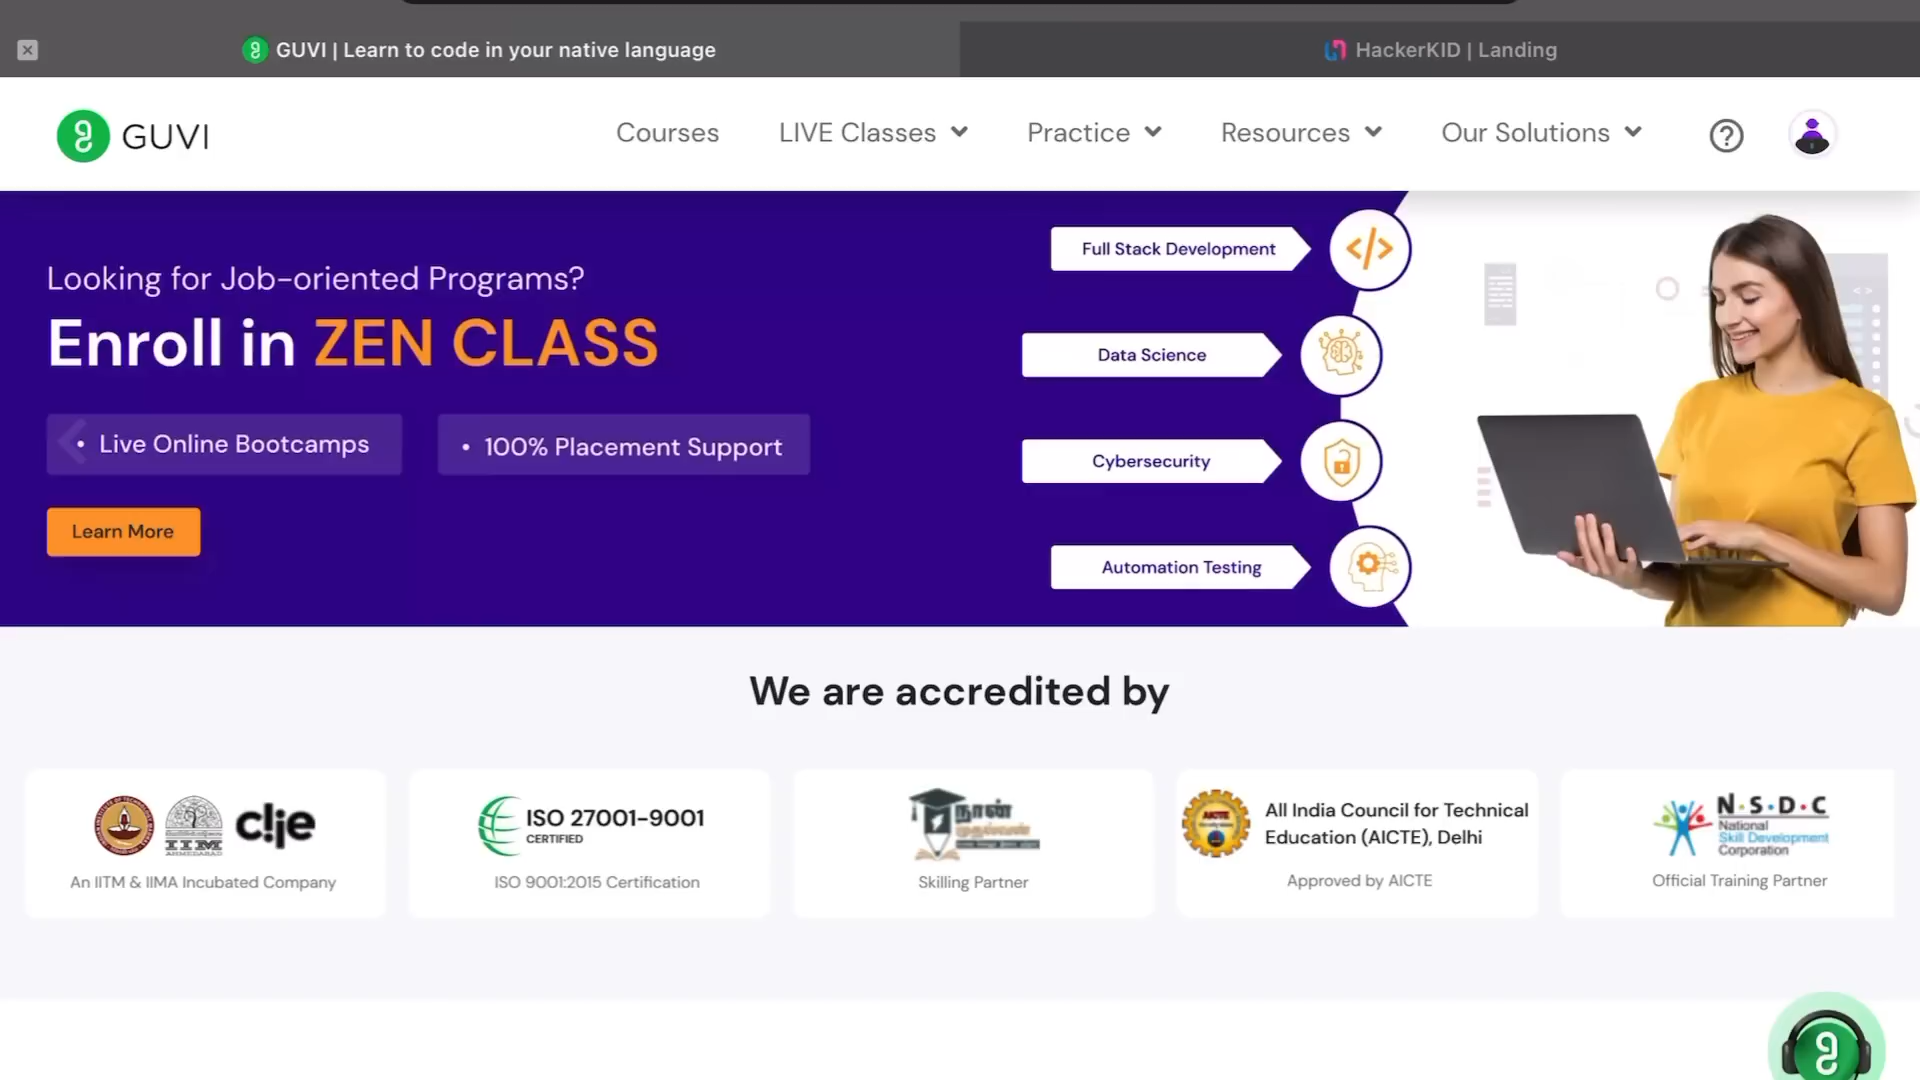 GUVI | Learn to code in your native language
HackerKID | Landing
GUVI
Courses
LIVE Classes
Practice
Resources
Our Solutions
Looking for Job-oriented Programs?
Enroll in ZEN CLASS
• Live Online Bootcamps
• 100% Placement Support
Learn More
Full Stack Development
Data Science
Cybersecurity
Automation Testing
We are accredited by
IIM
AHMEDABAD
c!ie
An IITM & IIMA Incubated Company
ISO 27001-9001
CERTIFIED
ISO 9001:2015 Certification
நான்
முதல்வன்
Skilling Partner
AICTE
All India Council for Technical
Education (AICTE), Delhi
Approved by AICTE
N·S·D·C
National
Skill Development
Corporation
Official Training Partner